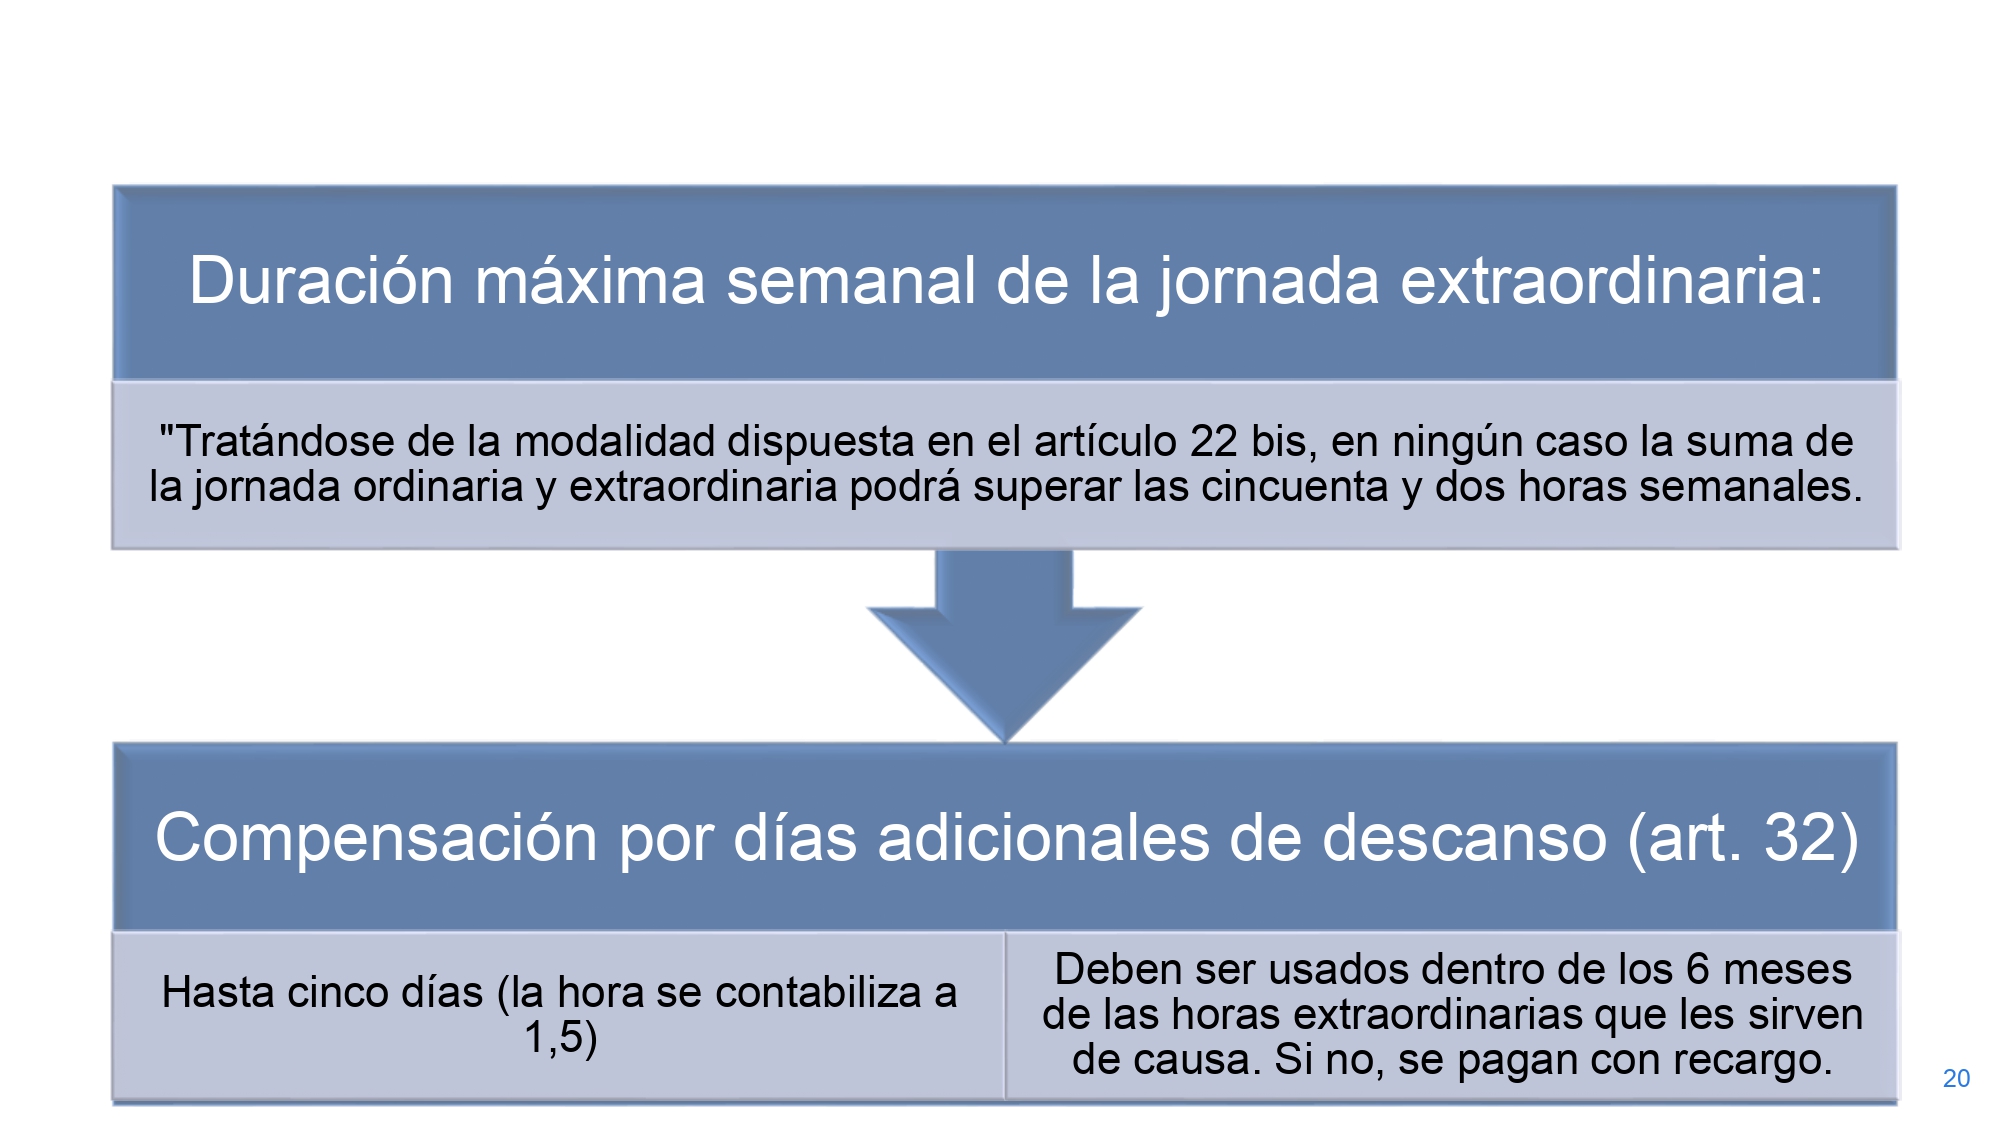 Duración máxima semanal de la jornada extraordinaria:
"Tratándose de la modalidad dispuesta en el artículo 22 bis, en ningún caso la suma de
la jornada ordinaria y extraordinaria podrá superar las cincuenta y dos horas semanales.
Compensación por días adicionales de descanso (art. 32)
Hasta cinco días (la hora se contabiliza a
1,5)
Deben ser usados dentro de los 6 meses
de las horas extraordinarias que les sirven
de causa. Si no, se pagan con recargo.
20